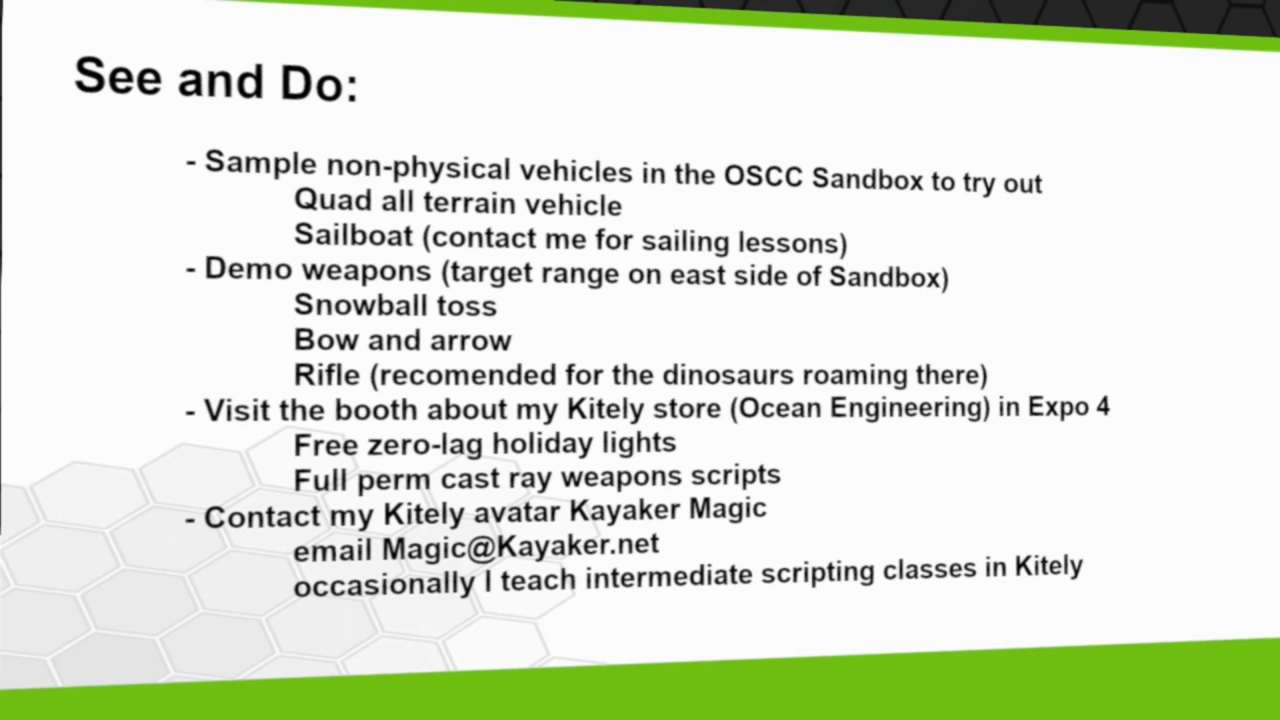 See and Do:
- Sample non-physical vehicles in the OSCC Sandbox to try out
Quad all terrain vehicle
Sailboat (contact me for sailing lessons)
- Demo weapons (target range on east side of Sandbox)
Snowball toss
Bow and arrow
Rifle (recomended for the dinosaurs roaming there)
- Visit the booth about my Kitely store (Ocean Engineering) in Expo 4
Free zero-lag holiday lights
Full perm cast ray weapons scripts
- Contact my Kitely avatar Kayaker Magic
email Magic@Kayaker.net
occasionally I teach intermediate scripting classes in Kitely